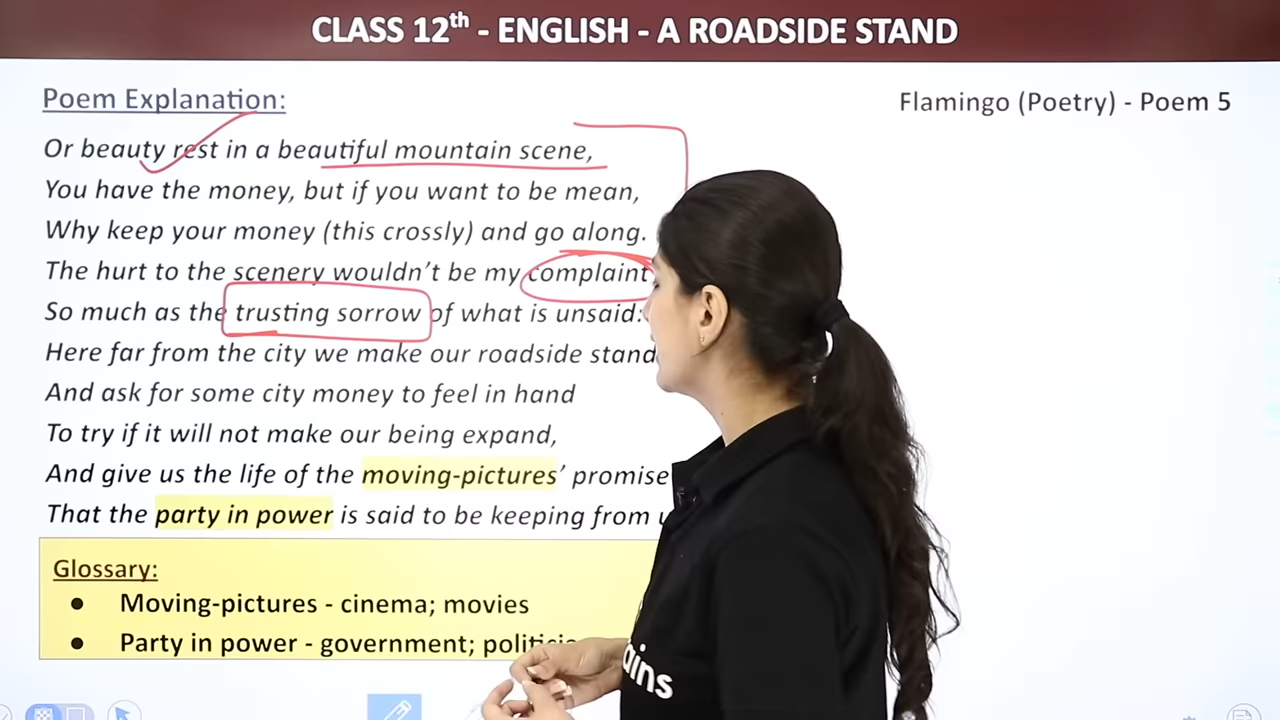 CLASS 12th - ENGLISH - A ROADSIDE STAND
Poem Explanation:
Flamingo (Poetry) - Poem 5
Or beauty rest in a beautiful mountain scene,
You have the money, but if you want to be mean,
Why keep your money (this crossly) and go along.
The hurt to the scenery wouldn't be my complaint
So much as the trusting sorrow of what is unsaid:
Here far from the city we make our roadside stand
And ask for some city money to feel in hand
To try if it will not make our being expand,
And give us the life of the moving-pictures' promise
That the party in power is said to be keeping from
Glossary:
● Moving-pictures - cinema; movies
● Party in power - government;